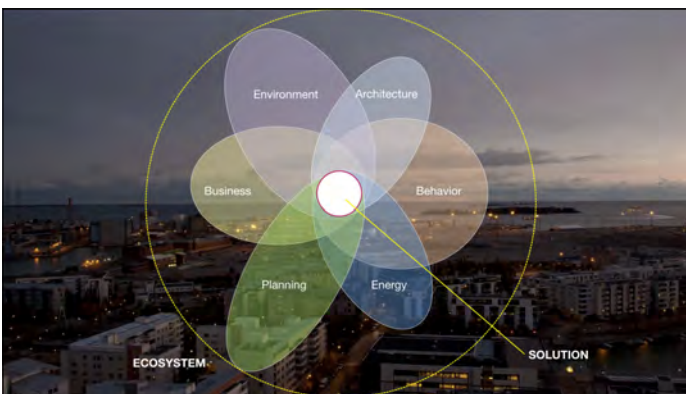 Environment
Architecture
Business
Behavior
Planning
Energy
ECOSYSTEM
SOLUTION